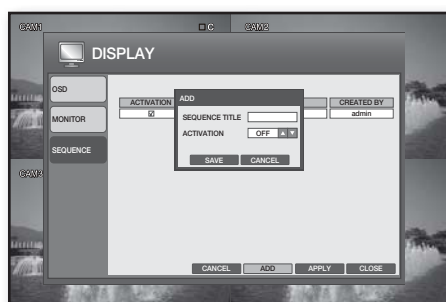 CAM1
C
CAM2
DISPLAY
OSD
MONITOR
SEQUENCE
ACTIVATION
CREATED BY
admin
ADD
SEQUENCE TITLE
ACTIVATION
OFF
SAVE
CANCEL
CAM3
CANCEL
ADD
APPLY
CLOSE